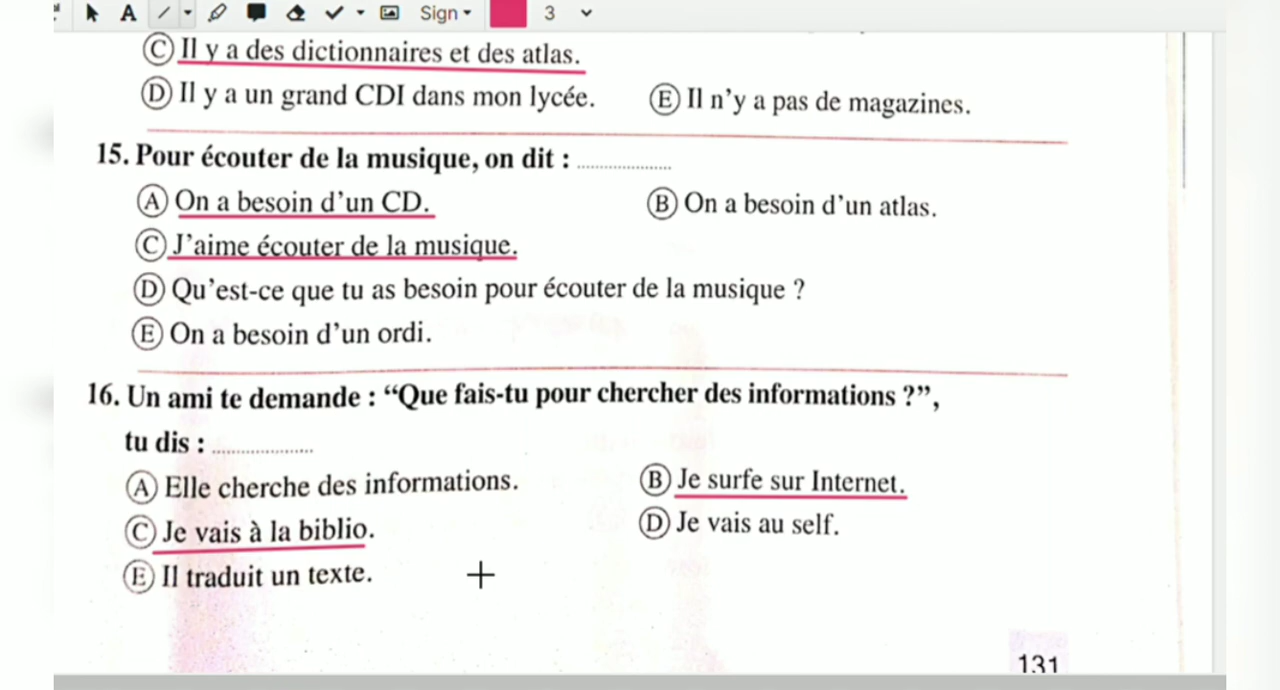 A Sign 3
Ⓒ Il y a des dictionnaires et des atlas.
Ⓓ Il y a un grand CDI dans mon lycée. Ⓔ Il n'y a pas de magazines.
15. Pour écouter de la musique, on dit : ....................
Ⓐ On a besoin d'un CD. Ⓑ On a besoin d'un atlas.
Ⓒ J'aime écouter de la musique.
Ⓓ Qu'est-ce que tu as besoin pour écouter de la musique ?
Ⓔ On a besoin d'un ordi.
16. Un ami te demande : “Que fais-tu pour chercher des informations ?”,
tu dis : ....................
Ⓐ Elle cherche des informations. Ⓑ Je surfe sur Internet.
Ⓒ Je vais à la biblio. Ⓓ Je vais au self.
Ⓔ Il traduit un texte.
131